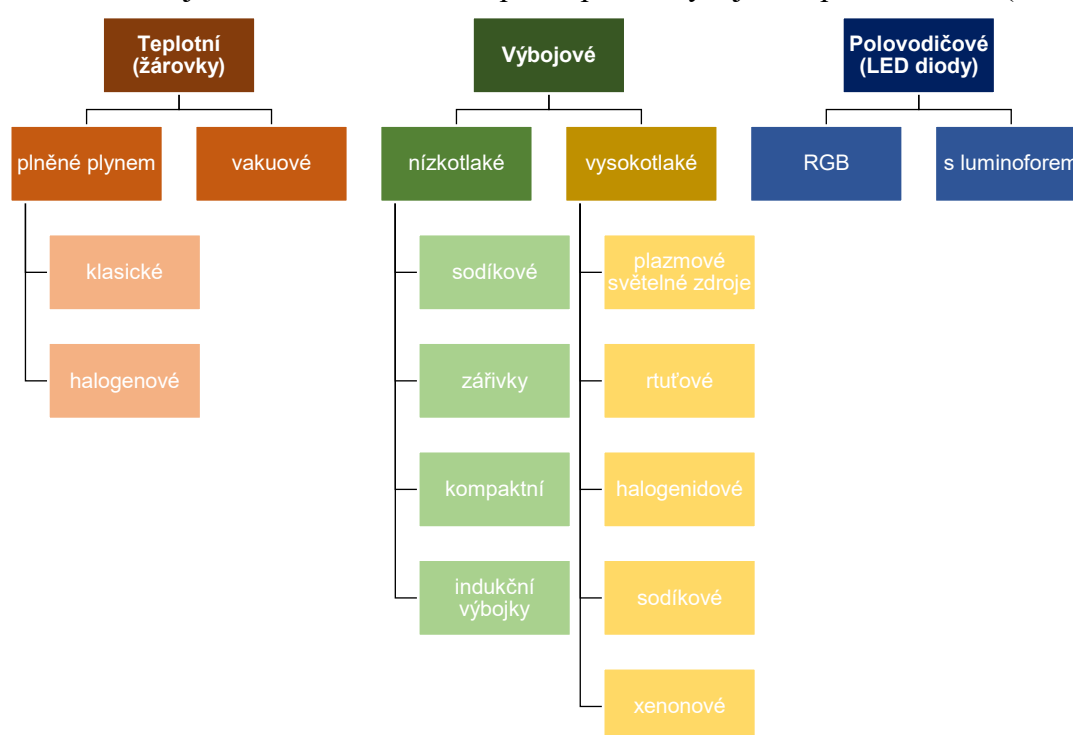 Teplotní
(žárovky)
Výbojové
Polovodičové
(LED diody)
plněné plynem
vakuové
nízkotlaké
vysokotlaké
RGB
s luminoforem
klasické
sodíkové
plazmové
světelné zdroje
halogenové
zářivky
rtuťové
kompaktní
halogenidové
indukční
výbojky
sodíkové
xenonové